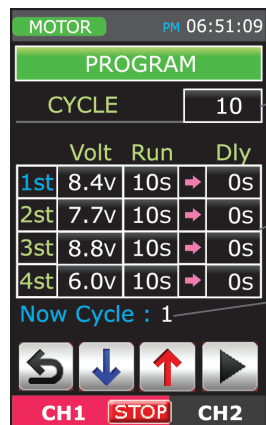 MOTOR PM 06:51:09
PROGRAM
CYCLE 10
Volt Run Dly
1st 8.4v 10s 0s
2st 7.7v 10s 0s
3st 8.8v 10s 0s
4st 6.0v 10s 0s
Now Cycle : 1
CH1 STOP CH2